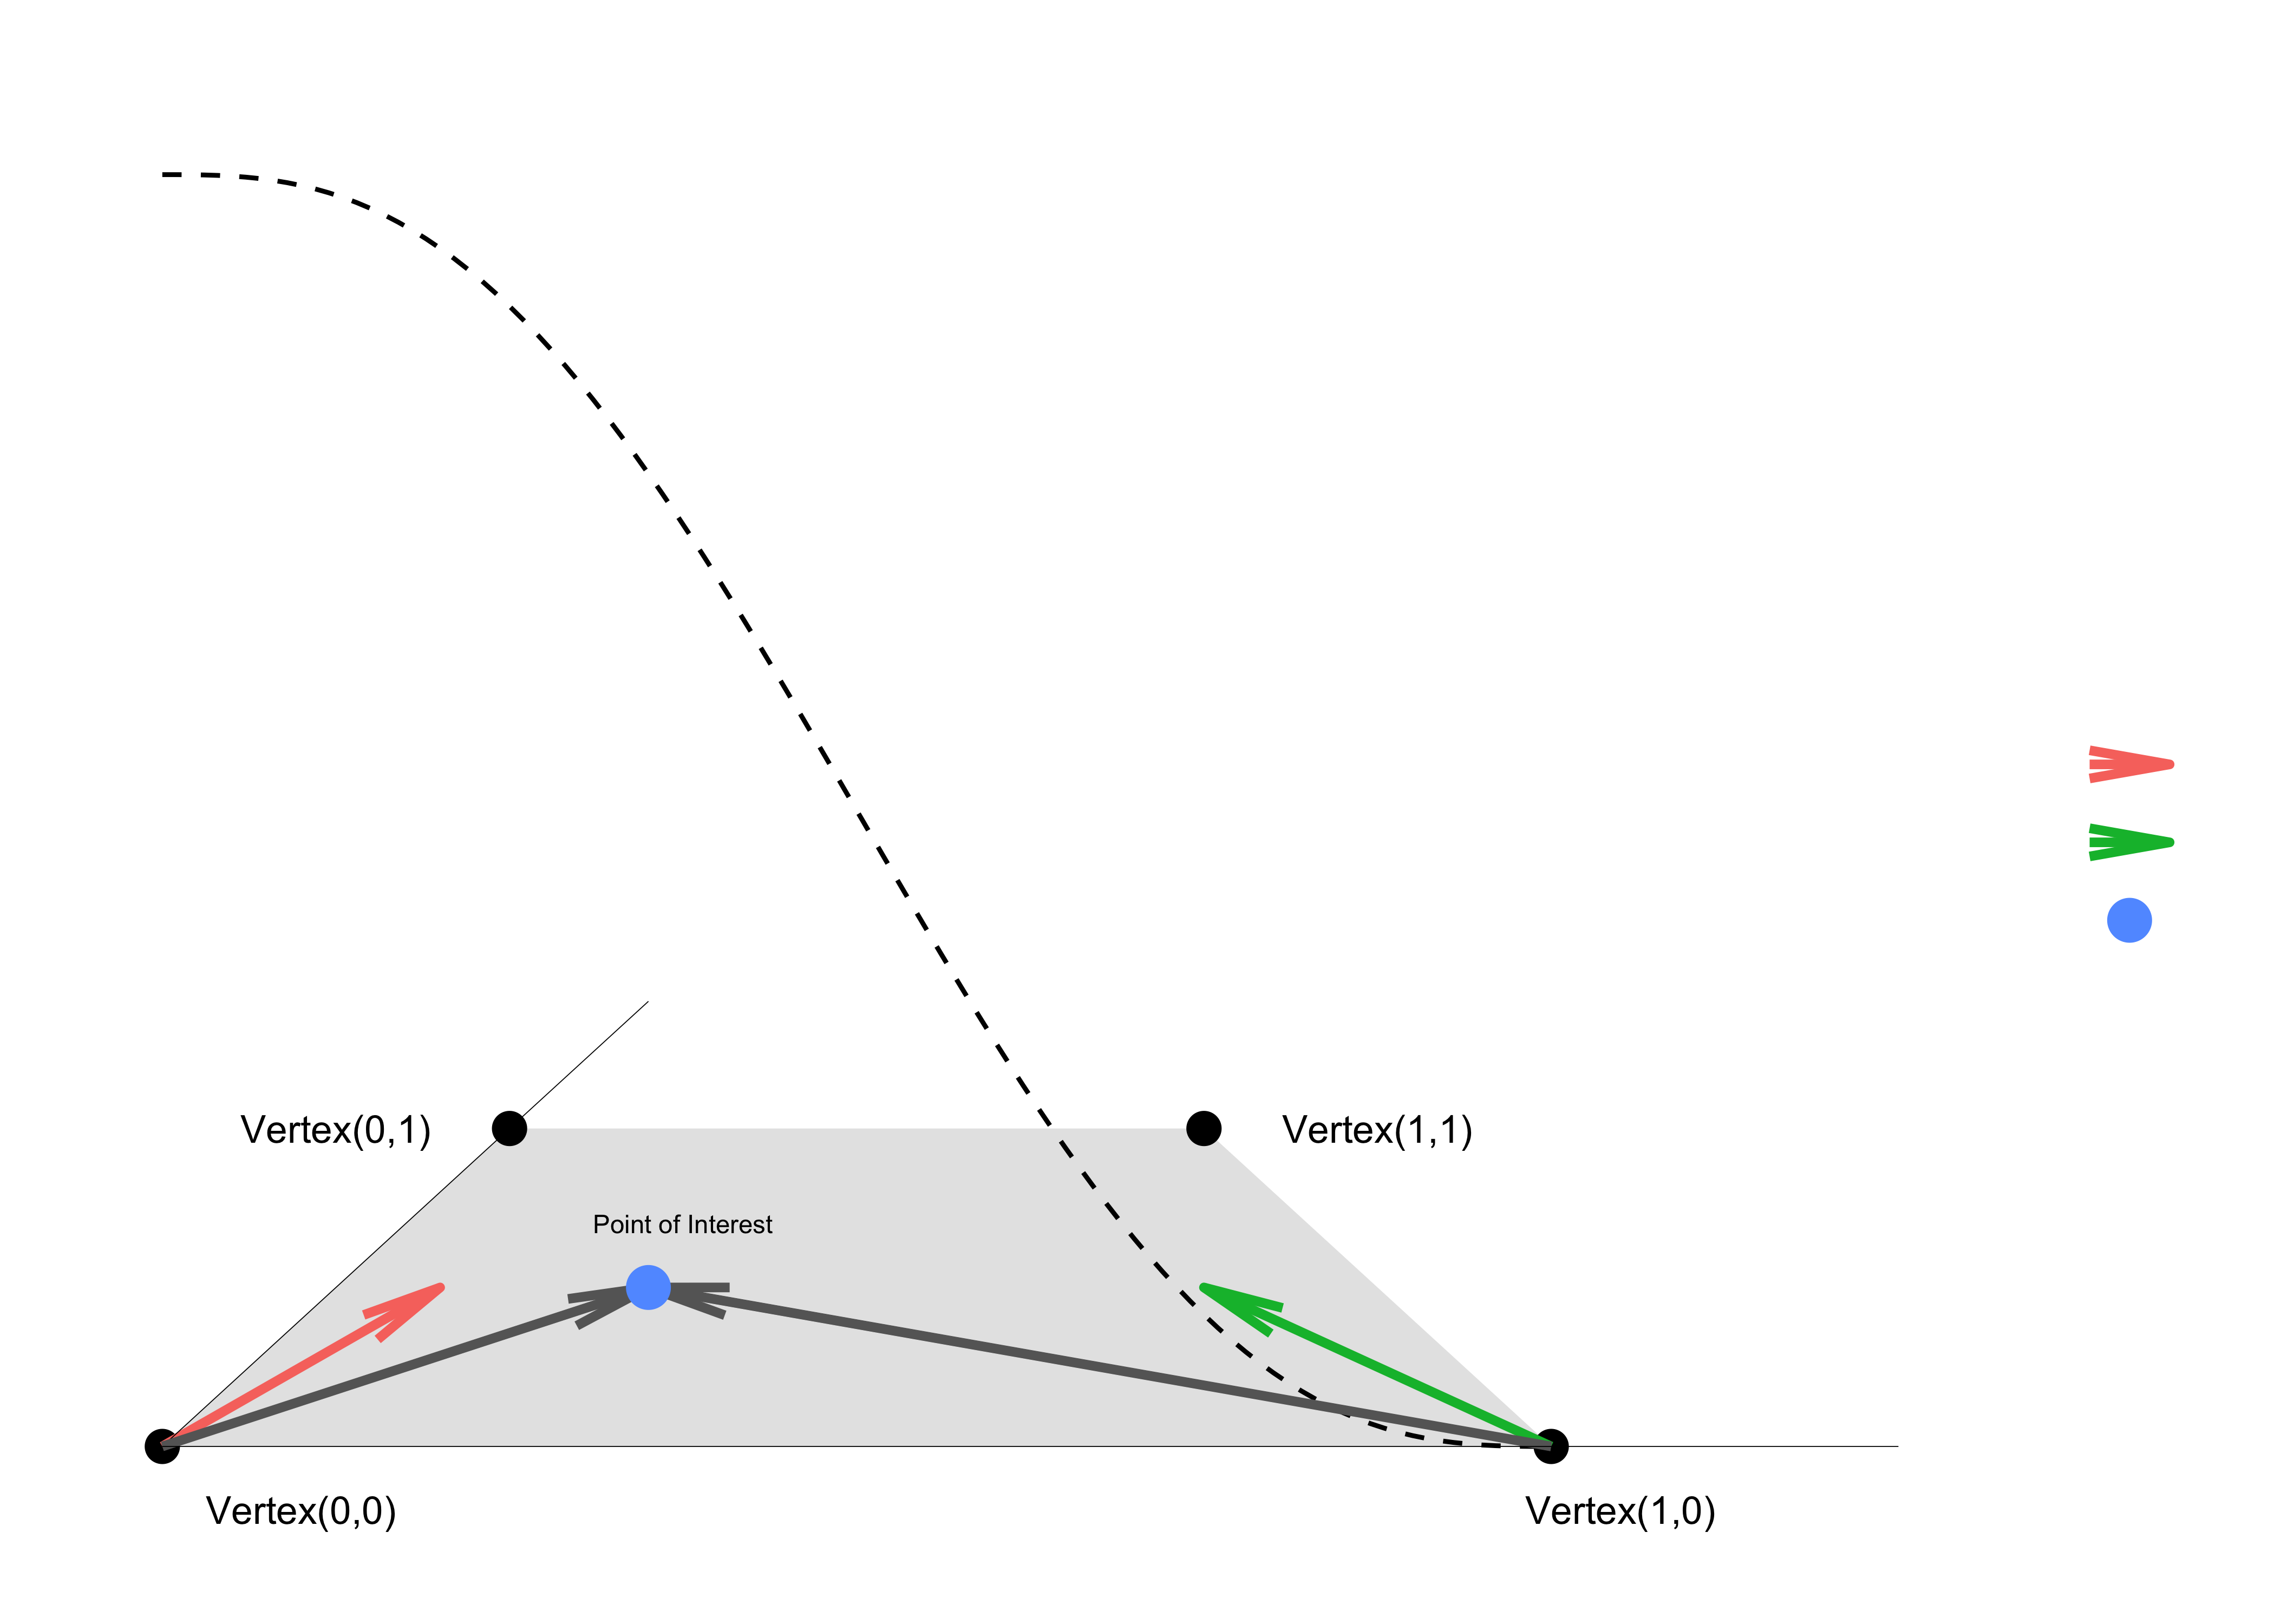 Vertex(0,1)
Vertex(1,1)
Point of Interest
Vertex(0,0)
Vertex(1,0)